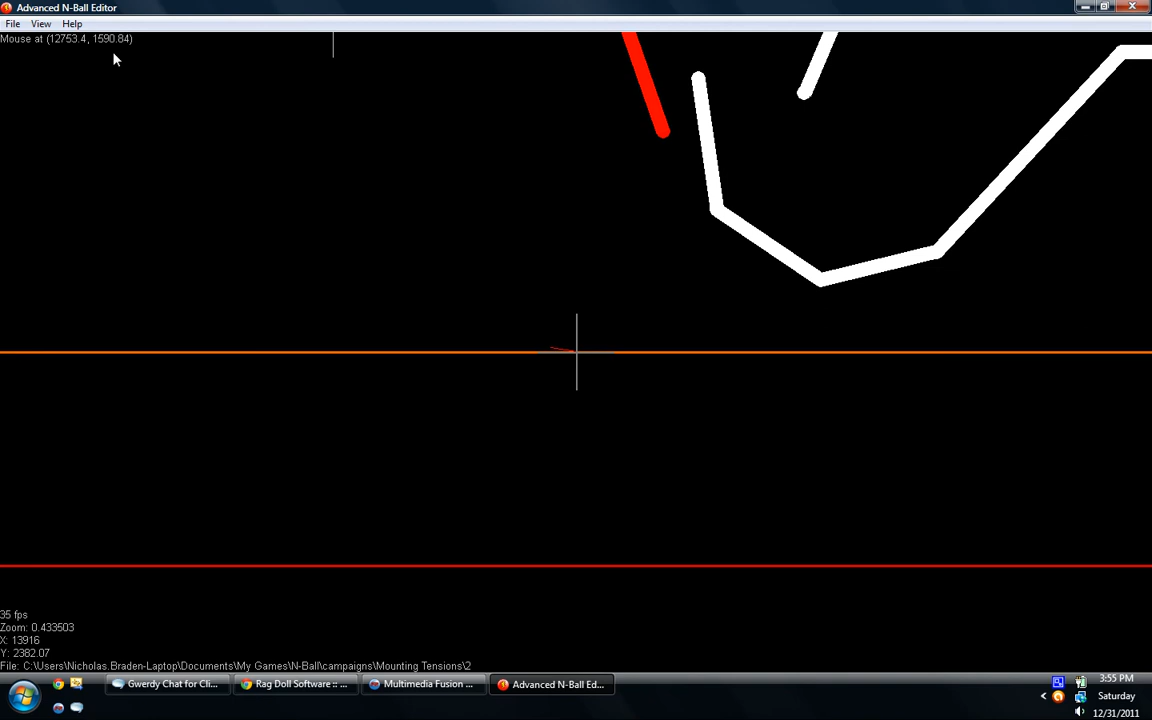 Advanced N-Ball Editor
File View Help
Mouse at (12753.4, 1590.84)
35 fps
Zoom: 0.433503
X: 13916
Y: 2382.07
File: C:\Users\Nicholas.Braden-Laptop\Documents\My Games\N-Ball\campaigns\Mounting Tensions\2
Gwerdy Chat for Cli... Rag Doll Software :: ... Multimedia Fusion ... Advanced N-Ball Ed...
3:55 PM
Saturday
12/31/2011